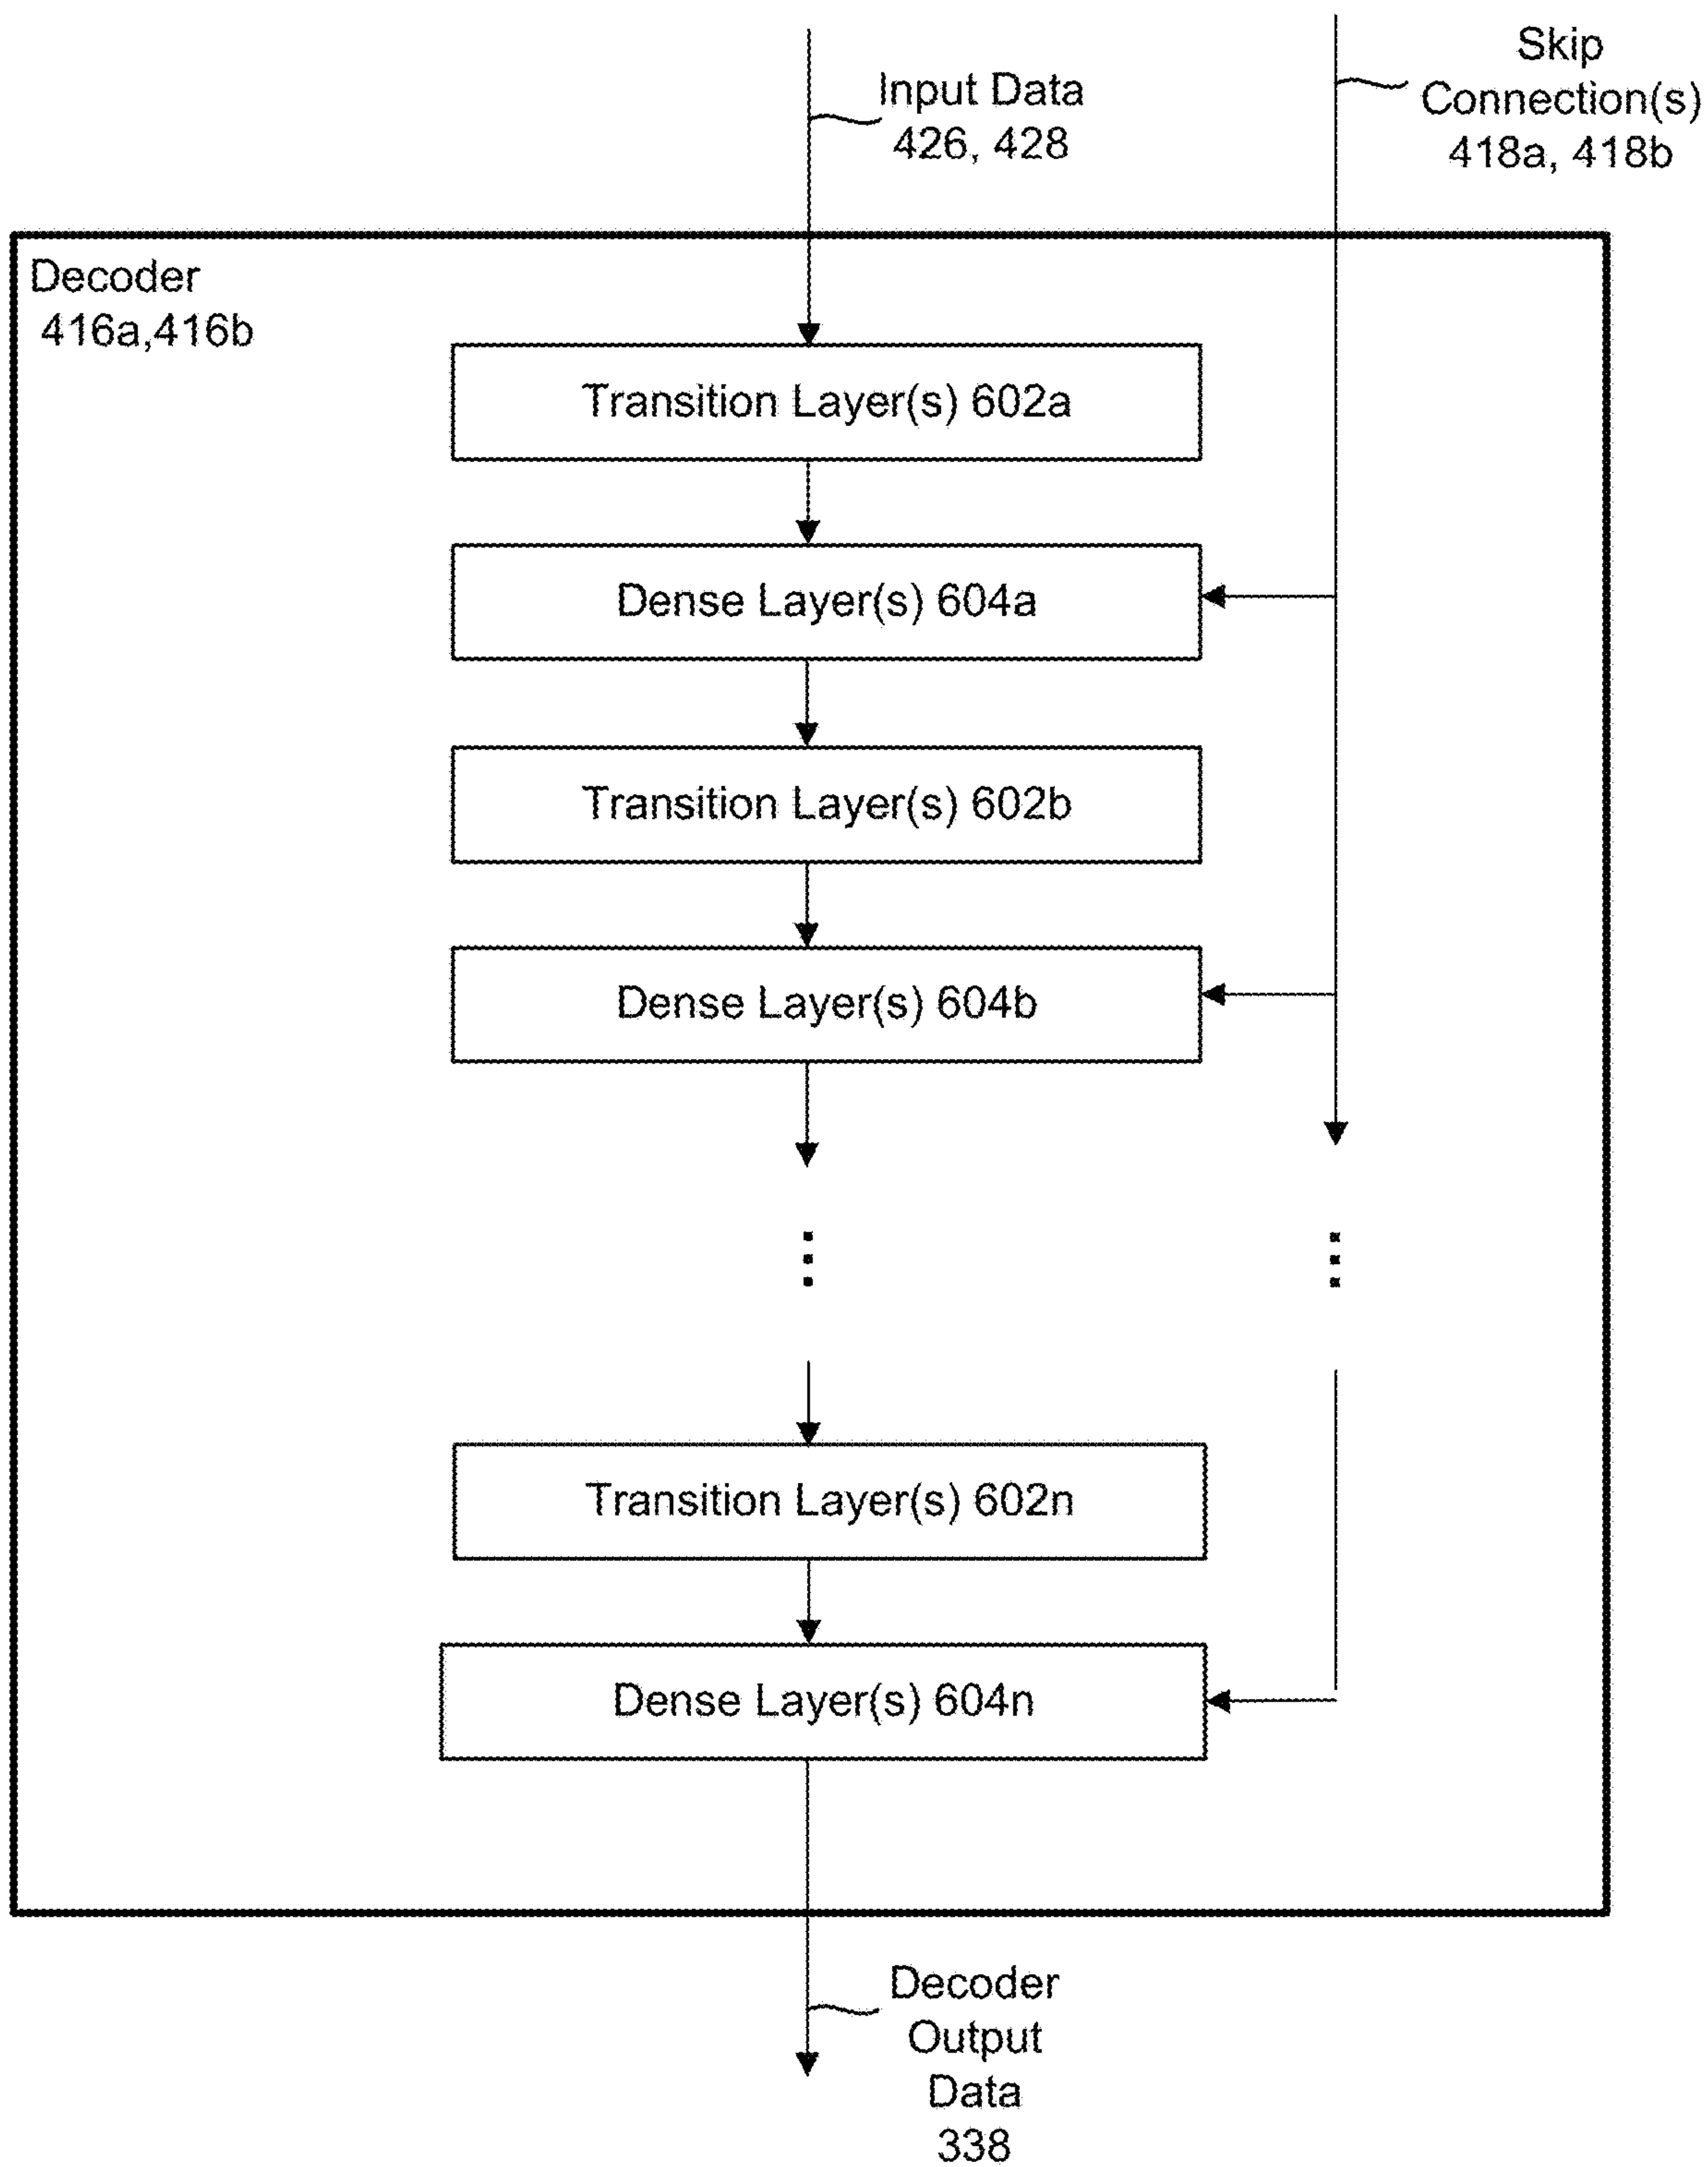 Input Data
426, 428
Skip
Connection(s)
418a, 418b
Decoder
416a,416b
Transition Layer(s) 602a
Dense Layer(s) 604a
Transition Layer(s) 602b
Dense Layer(s) 604b
Transition Layer(s) 602n
Dense Layer(s) 604n
Decoder
Output
Data
338